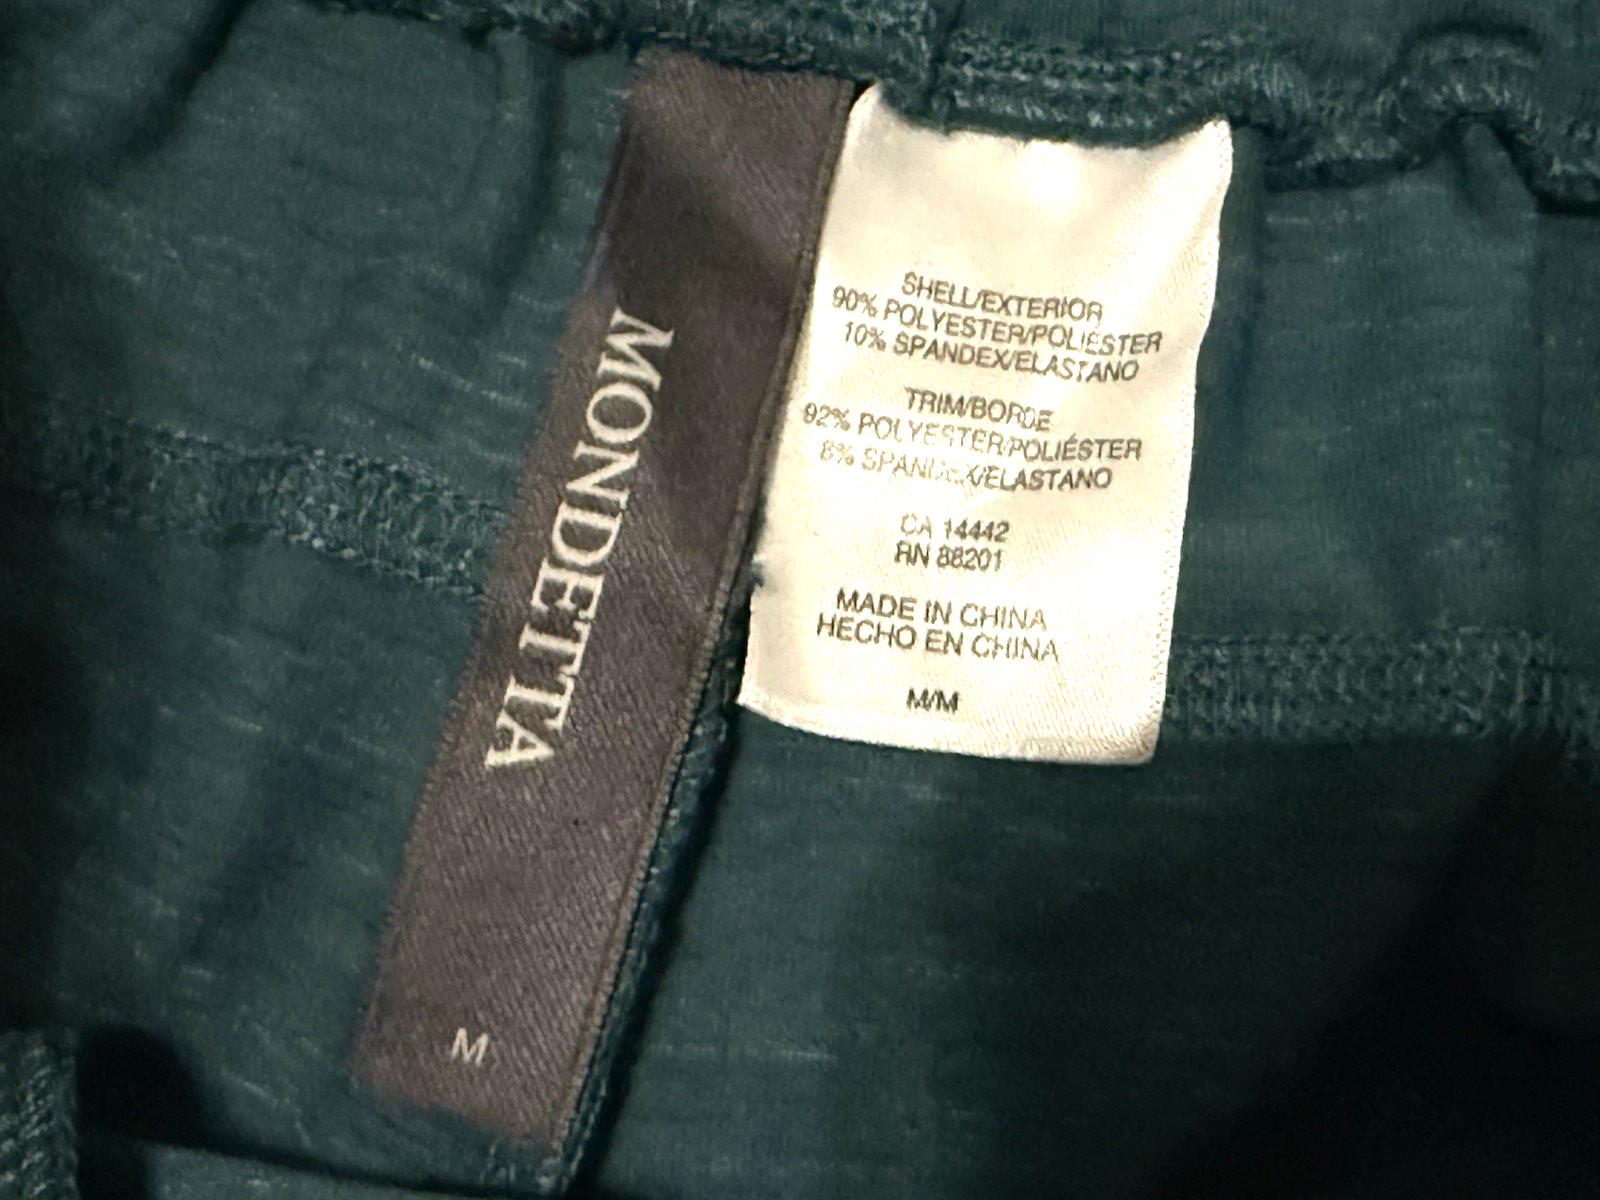 MONDETTA
M
SHELL/EXTERIOR
90% POLYESTER/POLIÉSTER
10% SPANDEX/ELASTANO
TRIM/BORDE
92% POLYESTER/POLIÉSTER
8% SPANDEX/ELASTANO
CA 14442
RN 88201
MADE IN CHINA
HECHO EN CHINA
M/M